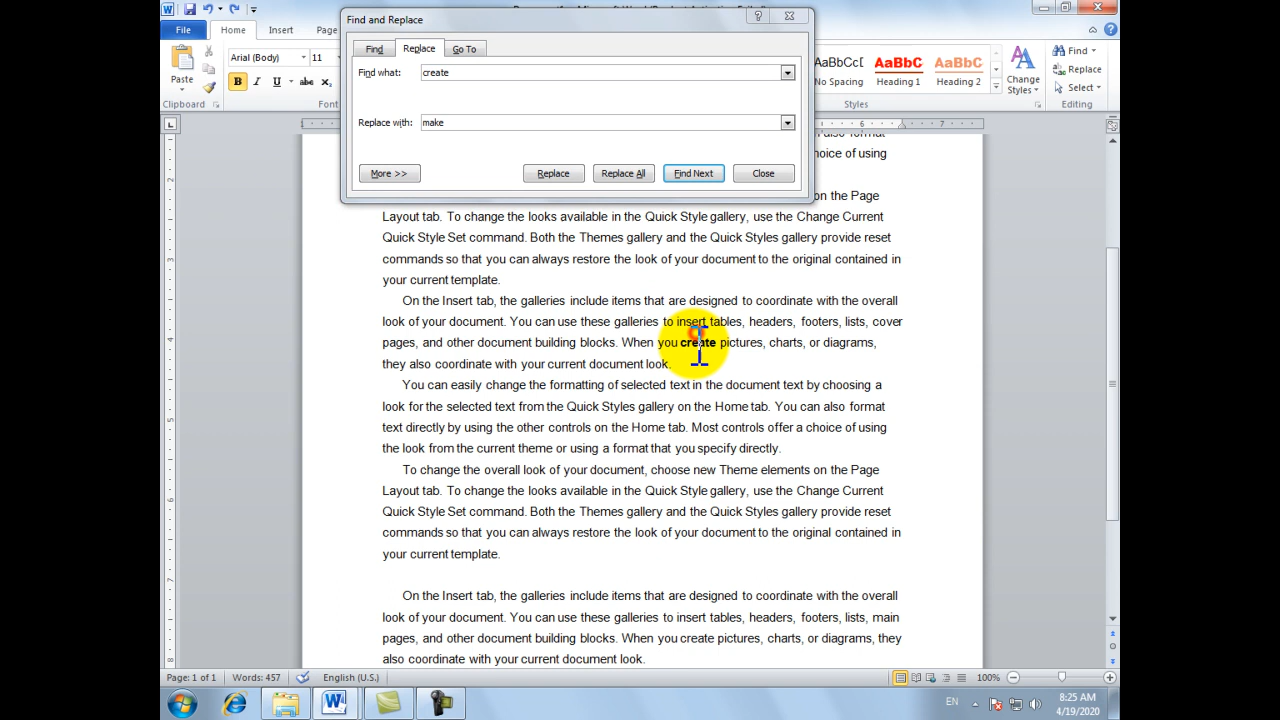 Find and Replace
File
Home
Insert
Page
Find
Replace
Go To
Find what:
create
Replace with:
make
More >>
Replace
Replace All
Find Next
Close
Paste
Clipboard
Arial (Body)
11
B
I
U
abc
Font
AaBbCcD
No Spacing
AaBbC
Heading 1
AaBbC
Heading 2
Change
Styles
Styles
Find
Replace
Select
Editing
oice of using
on the Page
Layout tab. To change the looks available in the Quick Style gallery, use the Change Current
Quick Style Set command. Both the Themes gallery and the Quick Styles gallery provide reset
commands so that you can always restore the look of your document to the original contained in
your current template.
On the Insert tab, the galleries include items that are designed to coordinate with the overall
look of your document. You can use these galleries to insert tables, headers, footers, lists, cover
pages, and other document building blocks. When you create pictures, charts, or diagrams,
they also coordinate with your current document look.
You can easily change the formatting of selected text in the document text by choosing a
look for the selected text from the Quick Styles gallery on the Home tab. You can also format
text directly by using the other controls on the Home tab. Most controls offer a choice of using
the look from the current theme or using a format that you specify directly.
To change the overall look of your document, choose new Theme elements on the Page
Layout tab. To change the looks available in the Quick Style gallery, use the Change Current
Quick Style Set command. Both the Themes gallery and the Quick Styles gallery provide reset
commands so that you can always restore the look of your document to the original contained in
your current template.
On the Insert tab, the galleries include items that are designed to coordinate with the overall
look of your document. You can use these galleries to insert tables, headers, footers, lists, main
pages, and other document building blocks. When you create pictures, charts, or diagrams, they
also coordinate with your current document look.
Page: 1 of 1
Words: 457
English (U.S.)
100%
EN
8:25 AM
4/19/2020